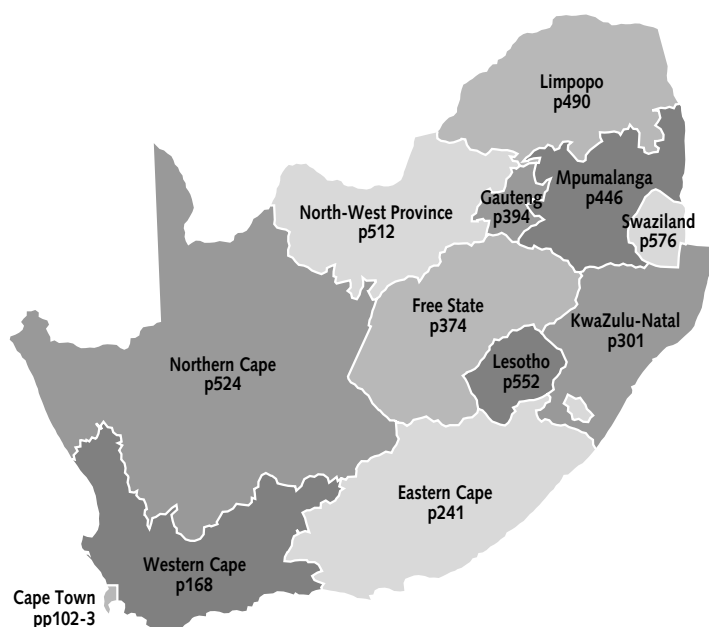 Limpopo
p490
Mpumalanga
p446
Gauteng
p394
Swaziland
p576
North-West Province
p512
Free State
p374
KwaZulu-Natal
p301
Lesotho
p552
Northern Cape
p524
Eastern Cape
p241
Western Cape
p168
Cape Town
pp102-3